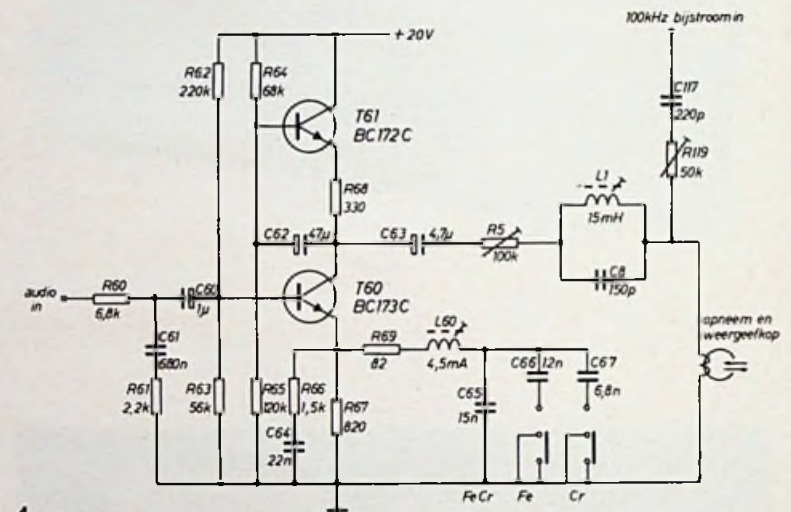 100kHz bijstroom in
+20V
R62
220k
R64
68k
C117
220p
T61
BC172C
R119
50k
R68
330
L1
15mH
C62
47µ
C63
4,7µ
R5
100k
C8
150p
audio
in
R60
6,8k
C60
1µ
T60
BC173C
opneem en
weergeefkop
C61
680n
R69
82
L60
4,5mA
C66
12n
C67
6,8n
R61
2,2k
R63
56k
R65
120k
R66
1,5k
R67
820
C65
15n
C64
22n
FeCr
Fe
Cr